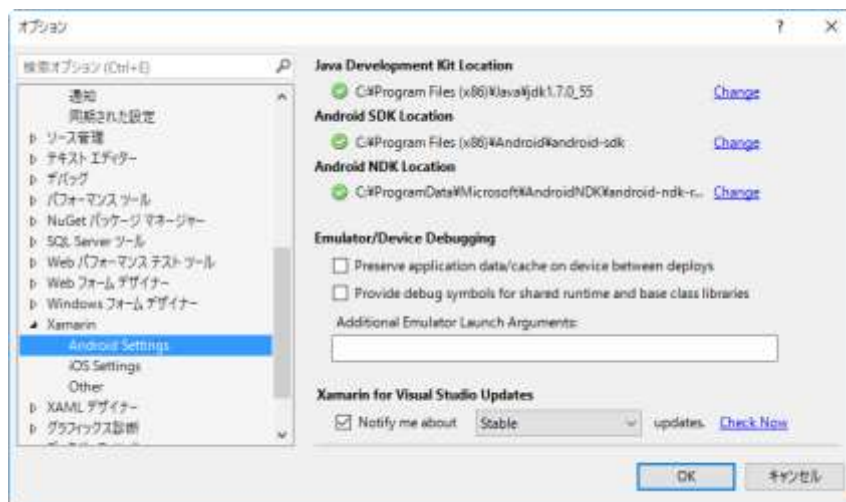 オプション
? ×
検索オプション (Ctrl+E)
通知
同期された設定
ソース管理
テキスト エディター
デバッグ
パフォーマンス ツール
NuGet パッケージ マネージャー
SQL Server ツール
Web パフォーマンス テスト ツール
Web フォーム デザイナー
Windows フォーム デザイナー
Xamarin
Android Settings
iOS Settings
Other
XAML デザイナー
グラフィックス診断
Java Development Kit Location
C:¥Program Files (x86)¥Java¥jdk1.7.0_55 Change
Android SDK Location
C:¥Program Files (x86)¥Android¥android-sdk Change
Android NDK Location
C:¥ProgramData¥Microsoft¥AndroidNDK¥android-ndk-r... Change
Emulator/Device Debugging
Preserve application data/cache on device between deploys
Provide debug symbols for shared runtime and base class libraries
Additional Emulator Launch Arguments:
Xamarin for Visual Studio Updates
Notify me about Stable updates. Check Now
OK キャンセル